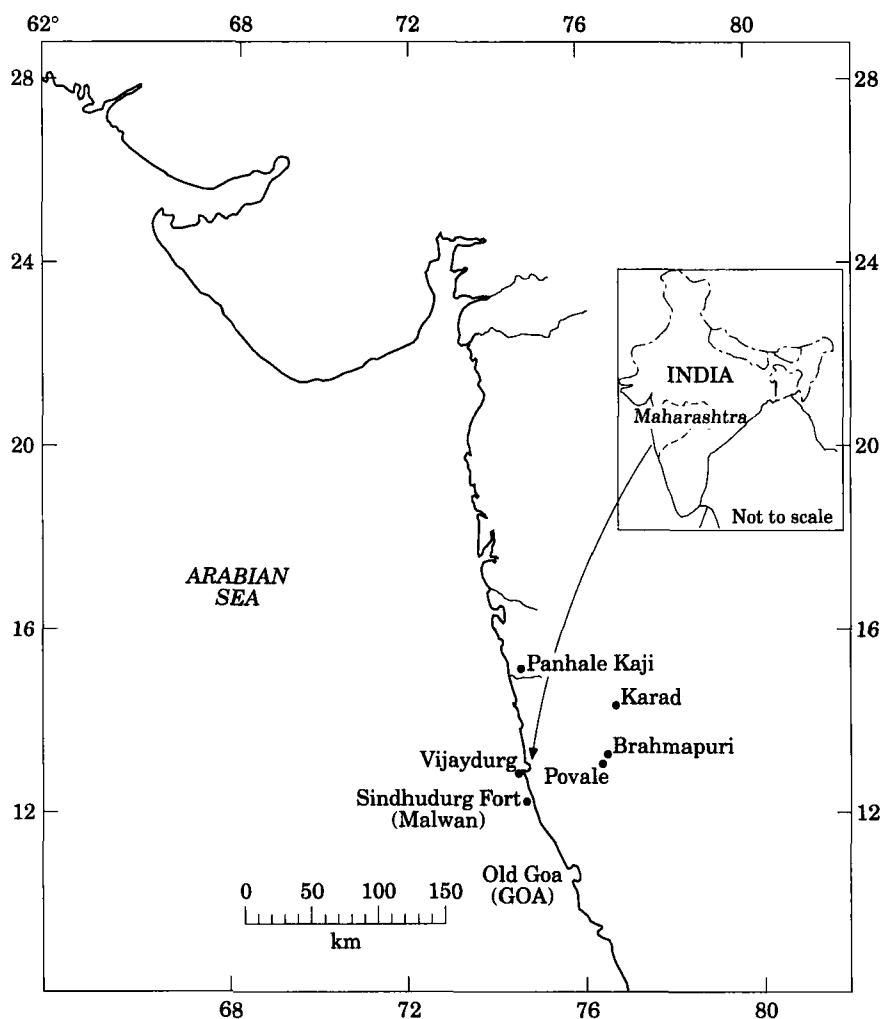 62° 68 72 76 80
28 28
24 24
INDIA
Maharashtra
20 20
Not to scale
ARABIAN
SEA
16 16
Panhale Kaji
Karad
Brahmapuri
Vijaydurg
Povale
Sindhudurg Fort
(Malwan)
12 12
Old Goa
(GOA)
0 50 100 150
km
68 72 76 80